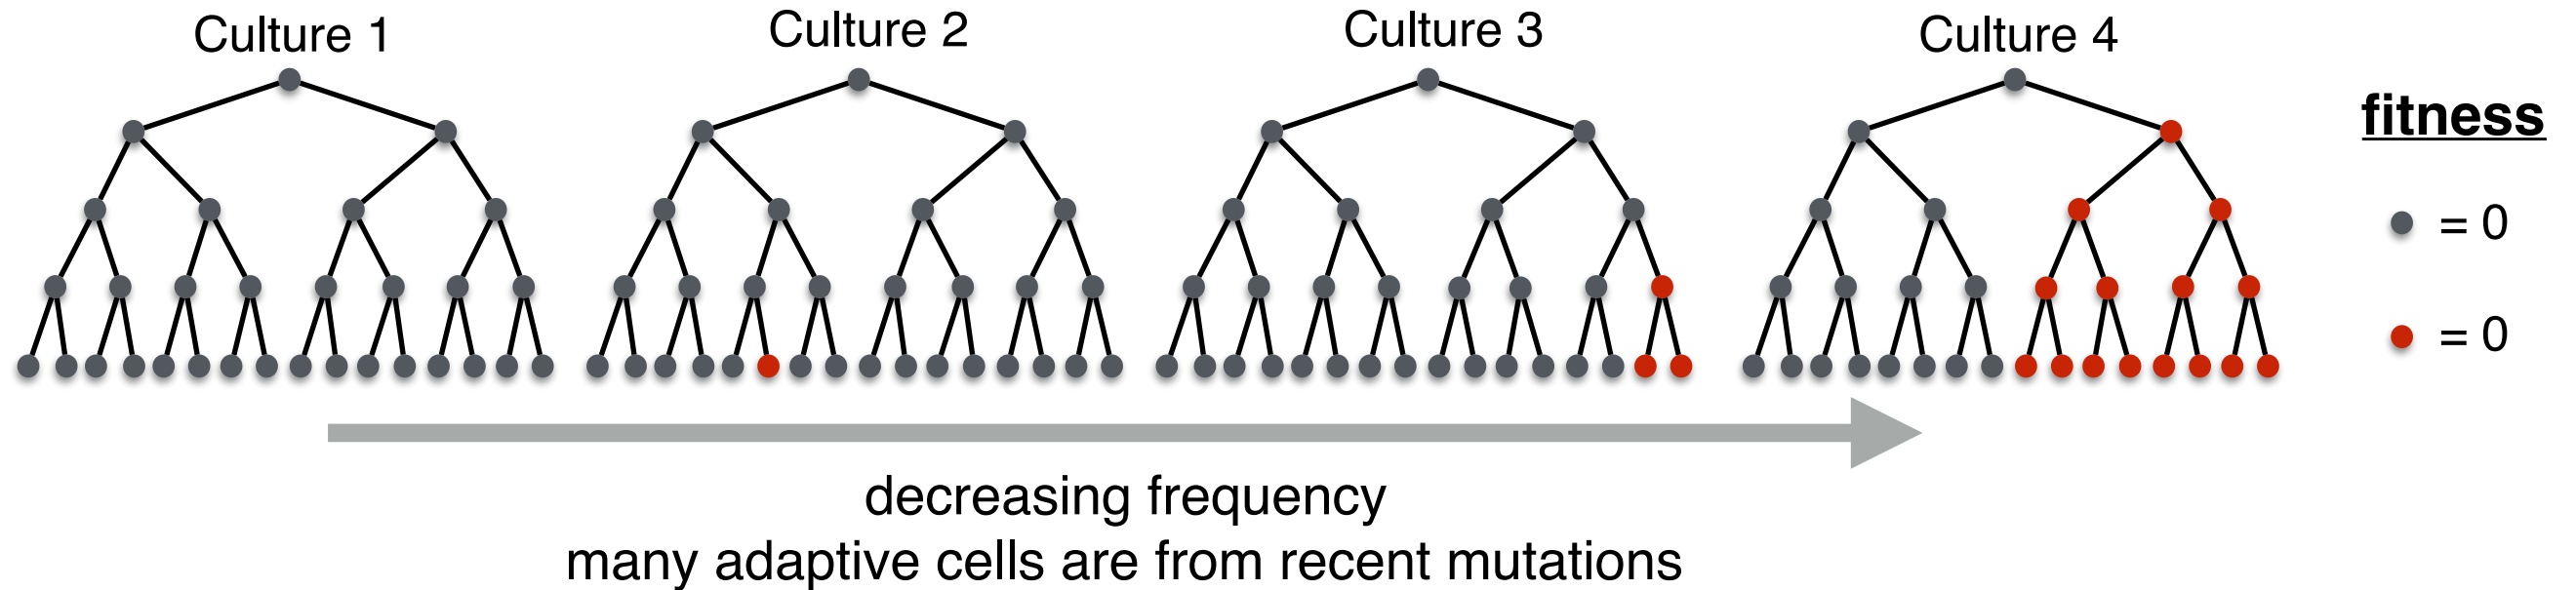 Culture 1
Culture 2
Culture 3
Culture 4
fitness
= 0
= 0
decreasing frequency
many adaptive cells are from recent mutations